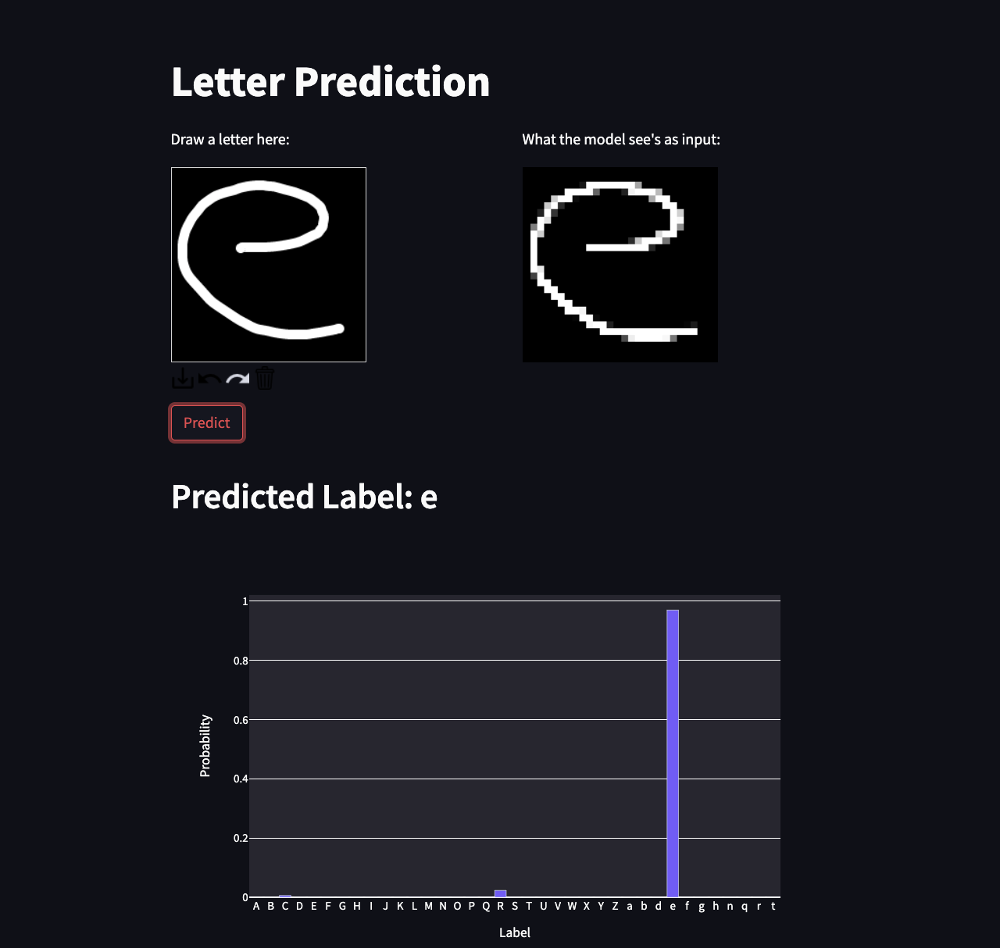 Letter Prediction
Draw a letter here:
What the model see's as input:
e
e
Predict
Predicted Label: e
1
0.8
0.6
0.4
0.2
0
Probability
A B C D E F G H I J K L M N O P Q R S T U V W X Y Z a b d e f g h n q r t
Label